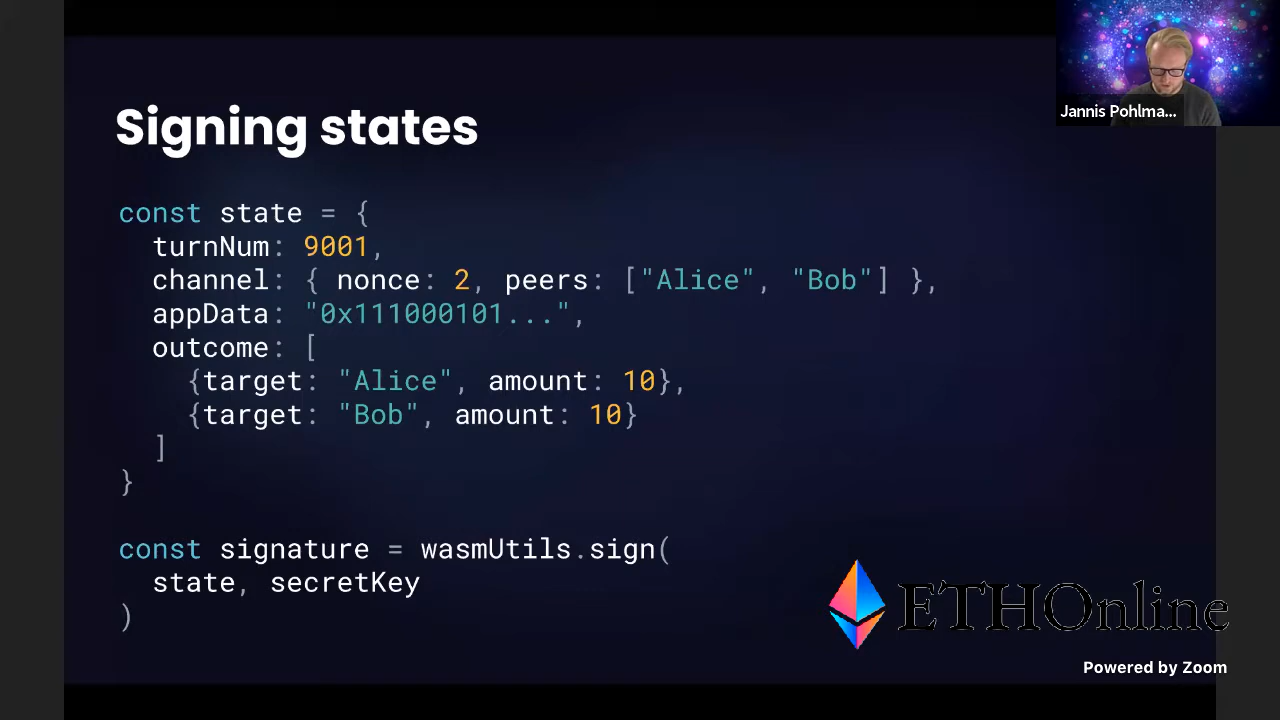 Jannis Pohlma...
Signing states
const state = {
  turnNum: 9001,
  channel: { nonce: 2, peers: ["Alice", "Bob"] },
  appData: "0x111000101...",
  outcome: [
    {target: "Alice", amount: 10},
    {target: "Bob", amount: 10}
  ]
}
const signature = wasmUtils.sign(
  state, secretKey
)
ETHOnline
Powered by Zoom